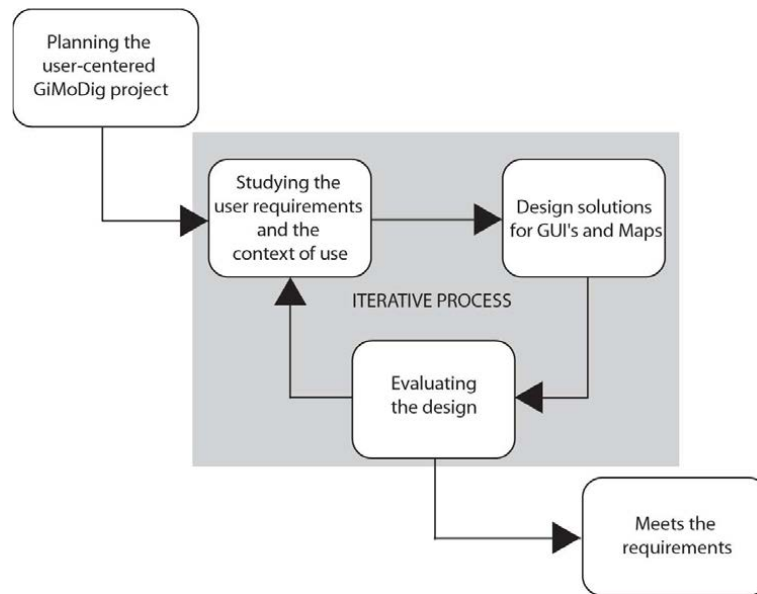 Planning the
user-centered
GiMoDig project
Studying the
user requirements
and the
context of use
Design solutions
for GUI's and Maps
ITERATIVE PROCESS
Evaluating
the design
Meets the
requirements